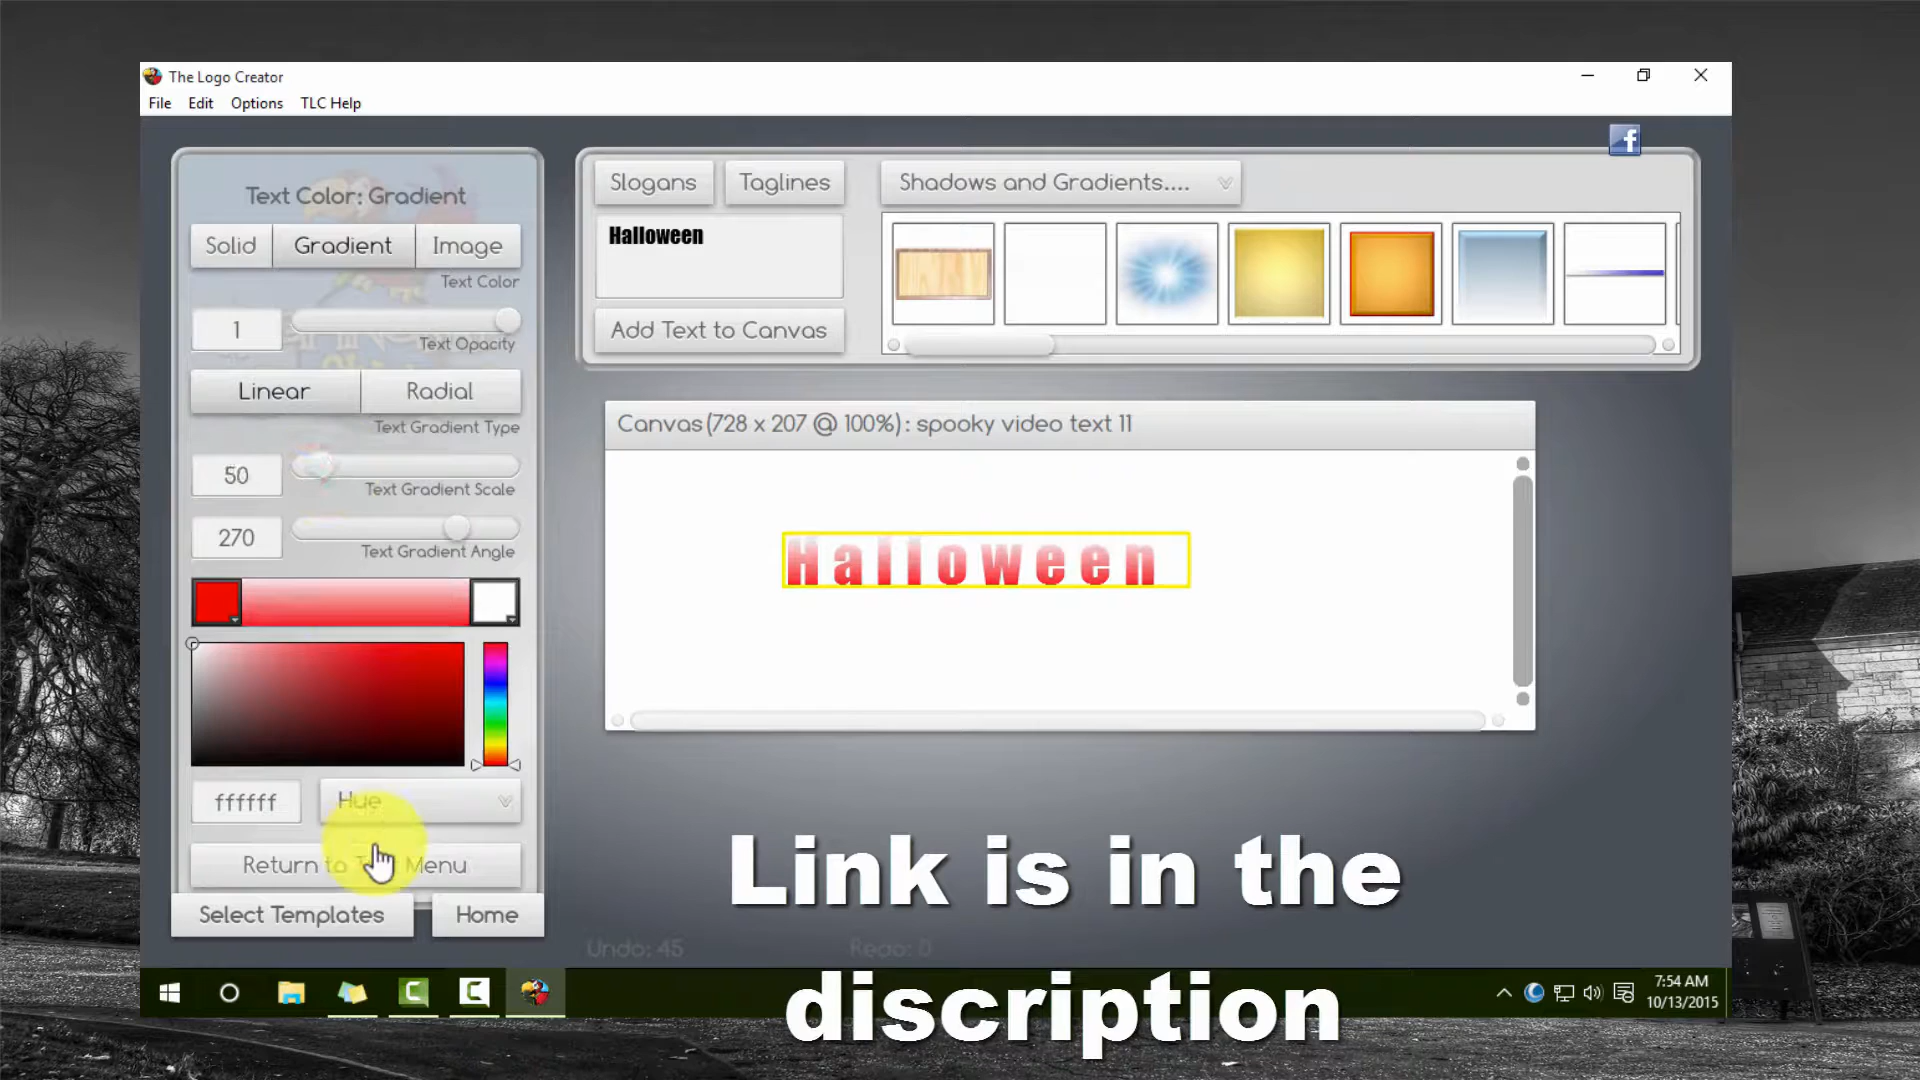 The Logo Creator
File Edit Options TLC Help
Text Color: Gradient
Solid Gradient Image
Text Color
1
Text Opacity
Linear Radial
Text Gradient Type
50
Text Gradient Scale
270
Text Gradient Angle
ffffff Hue
Return to Menu
Select Templates Home
Slogans Taglines
Halloween
Add Text to Canvas
Shadows and Gradients....
f
Canvas (728 x 207 @ 100%) : spooky video text 11
Halloween
Undo: 45 Redo: 0
Link is in the
discription
7:54 AM
10/13/2015